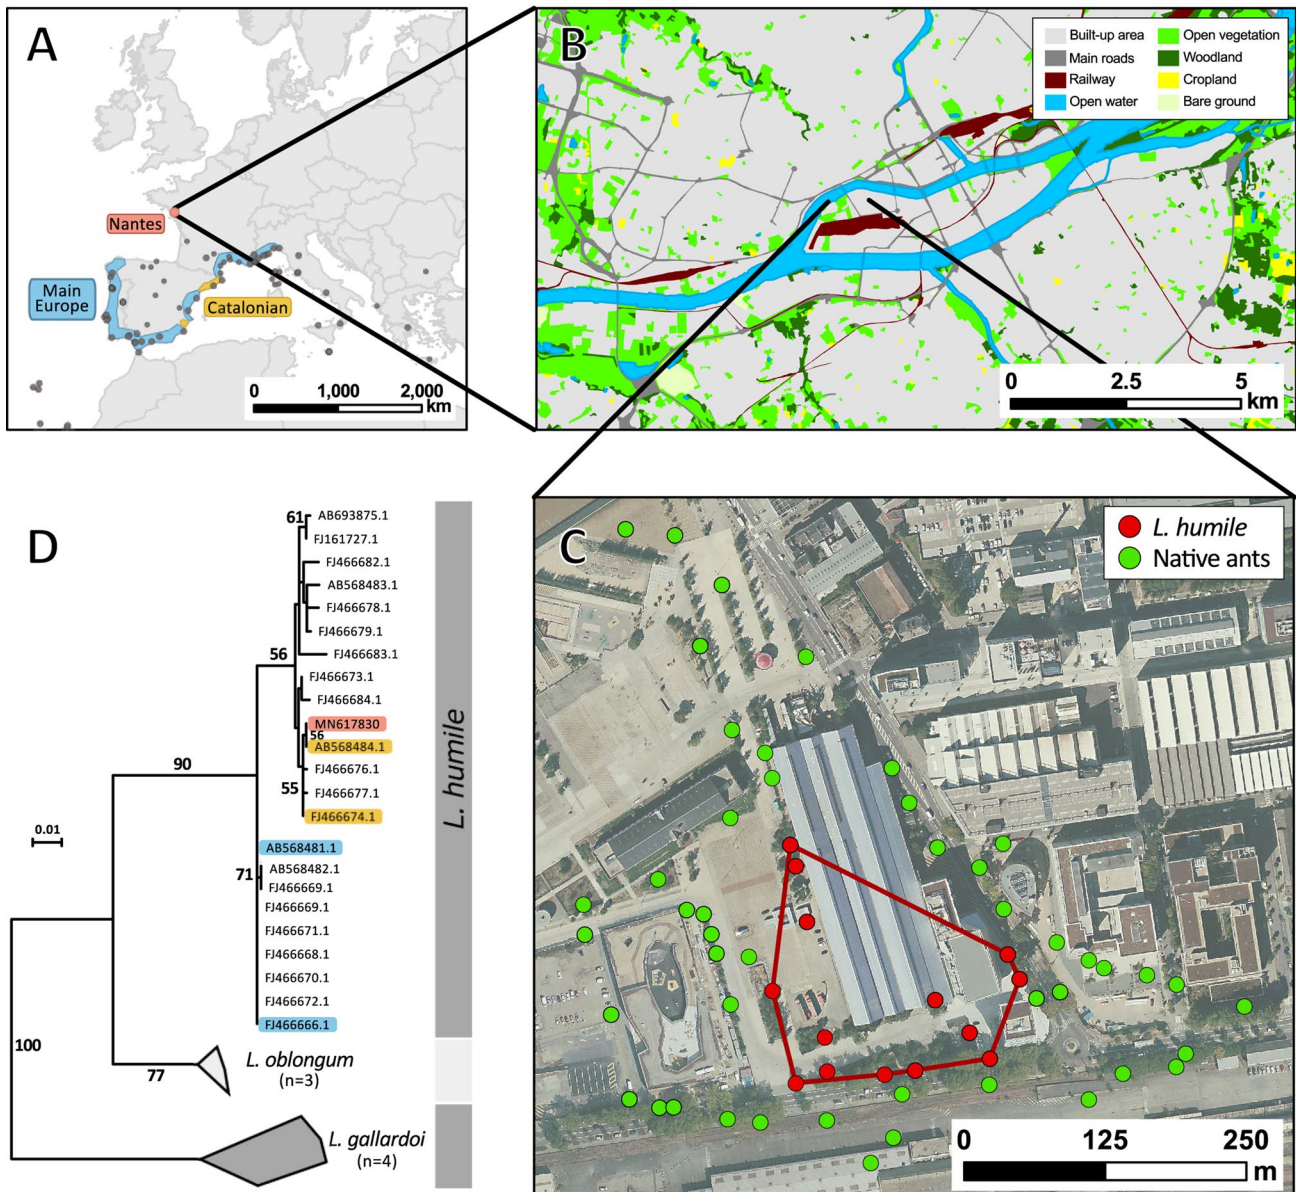 A
Nantes
Main
Europe
Catalonian
0 1,000 2,000
km
B
Built-up area
Main roads
Railway
Open water
Open vegetation
Woodland
Cropland
Bare ground
0 2.5 5
km
C
L. humile
Native ants
0 125 250
m
D
61
AB693875.1
FJ161727.1
FJ466682.1
AB568483.1
FJ466678.1
FJ466679.1
56
FJ466683.1
FJ466673.1
FJ466684.1
MN617830
56
AB568484.1
90
FJ466676.1
55
FJ466677.1
FJ466674.1
0.01
AB568481.1
71
AB568482.1
FJ466669.1
FJ466669.1
FJ466671.1
FJ466668.1
FJ466670.1
FJ466672.1
FJ466666.1
L. humile
100
77
L. oblongum
(n=3)
L. gallardoi
(n=4)